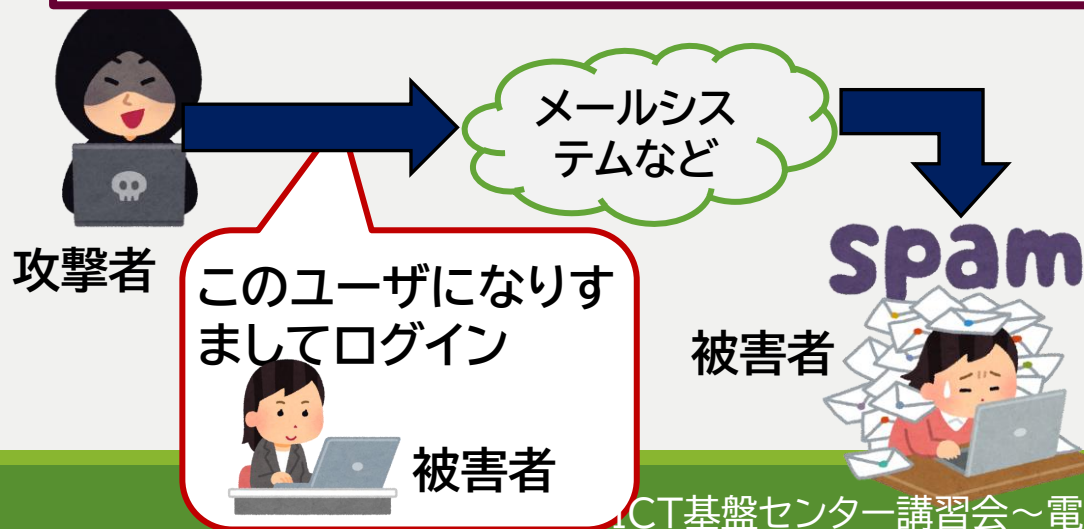 メールシス
テムなど
攻撃者
このユーザになりす
ましてログイン
被害者
spam
被害者
ICT基盤センター講習会～電